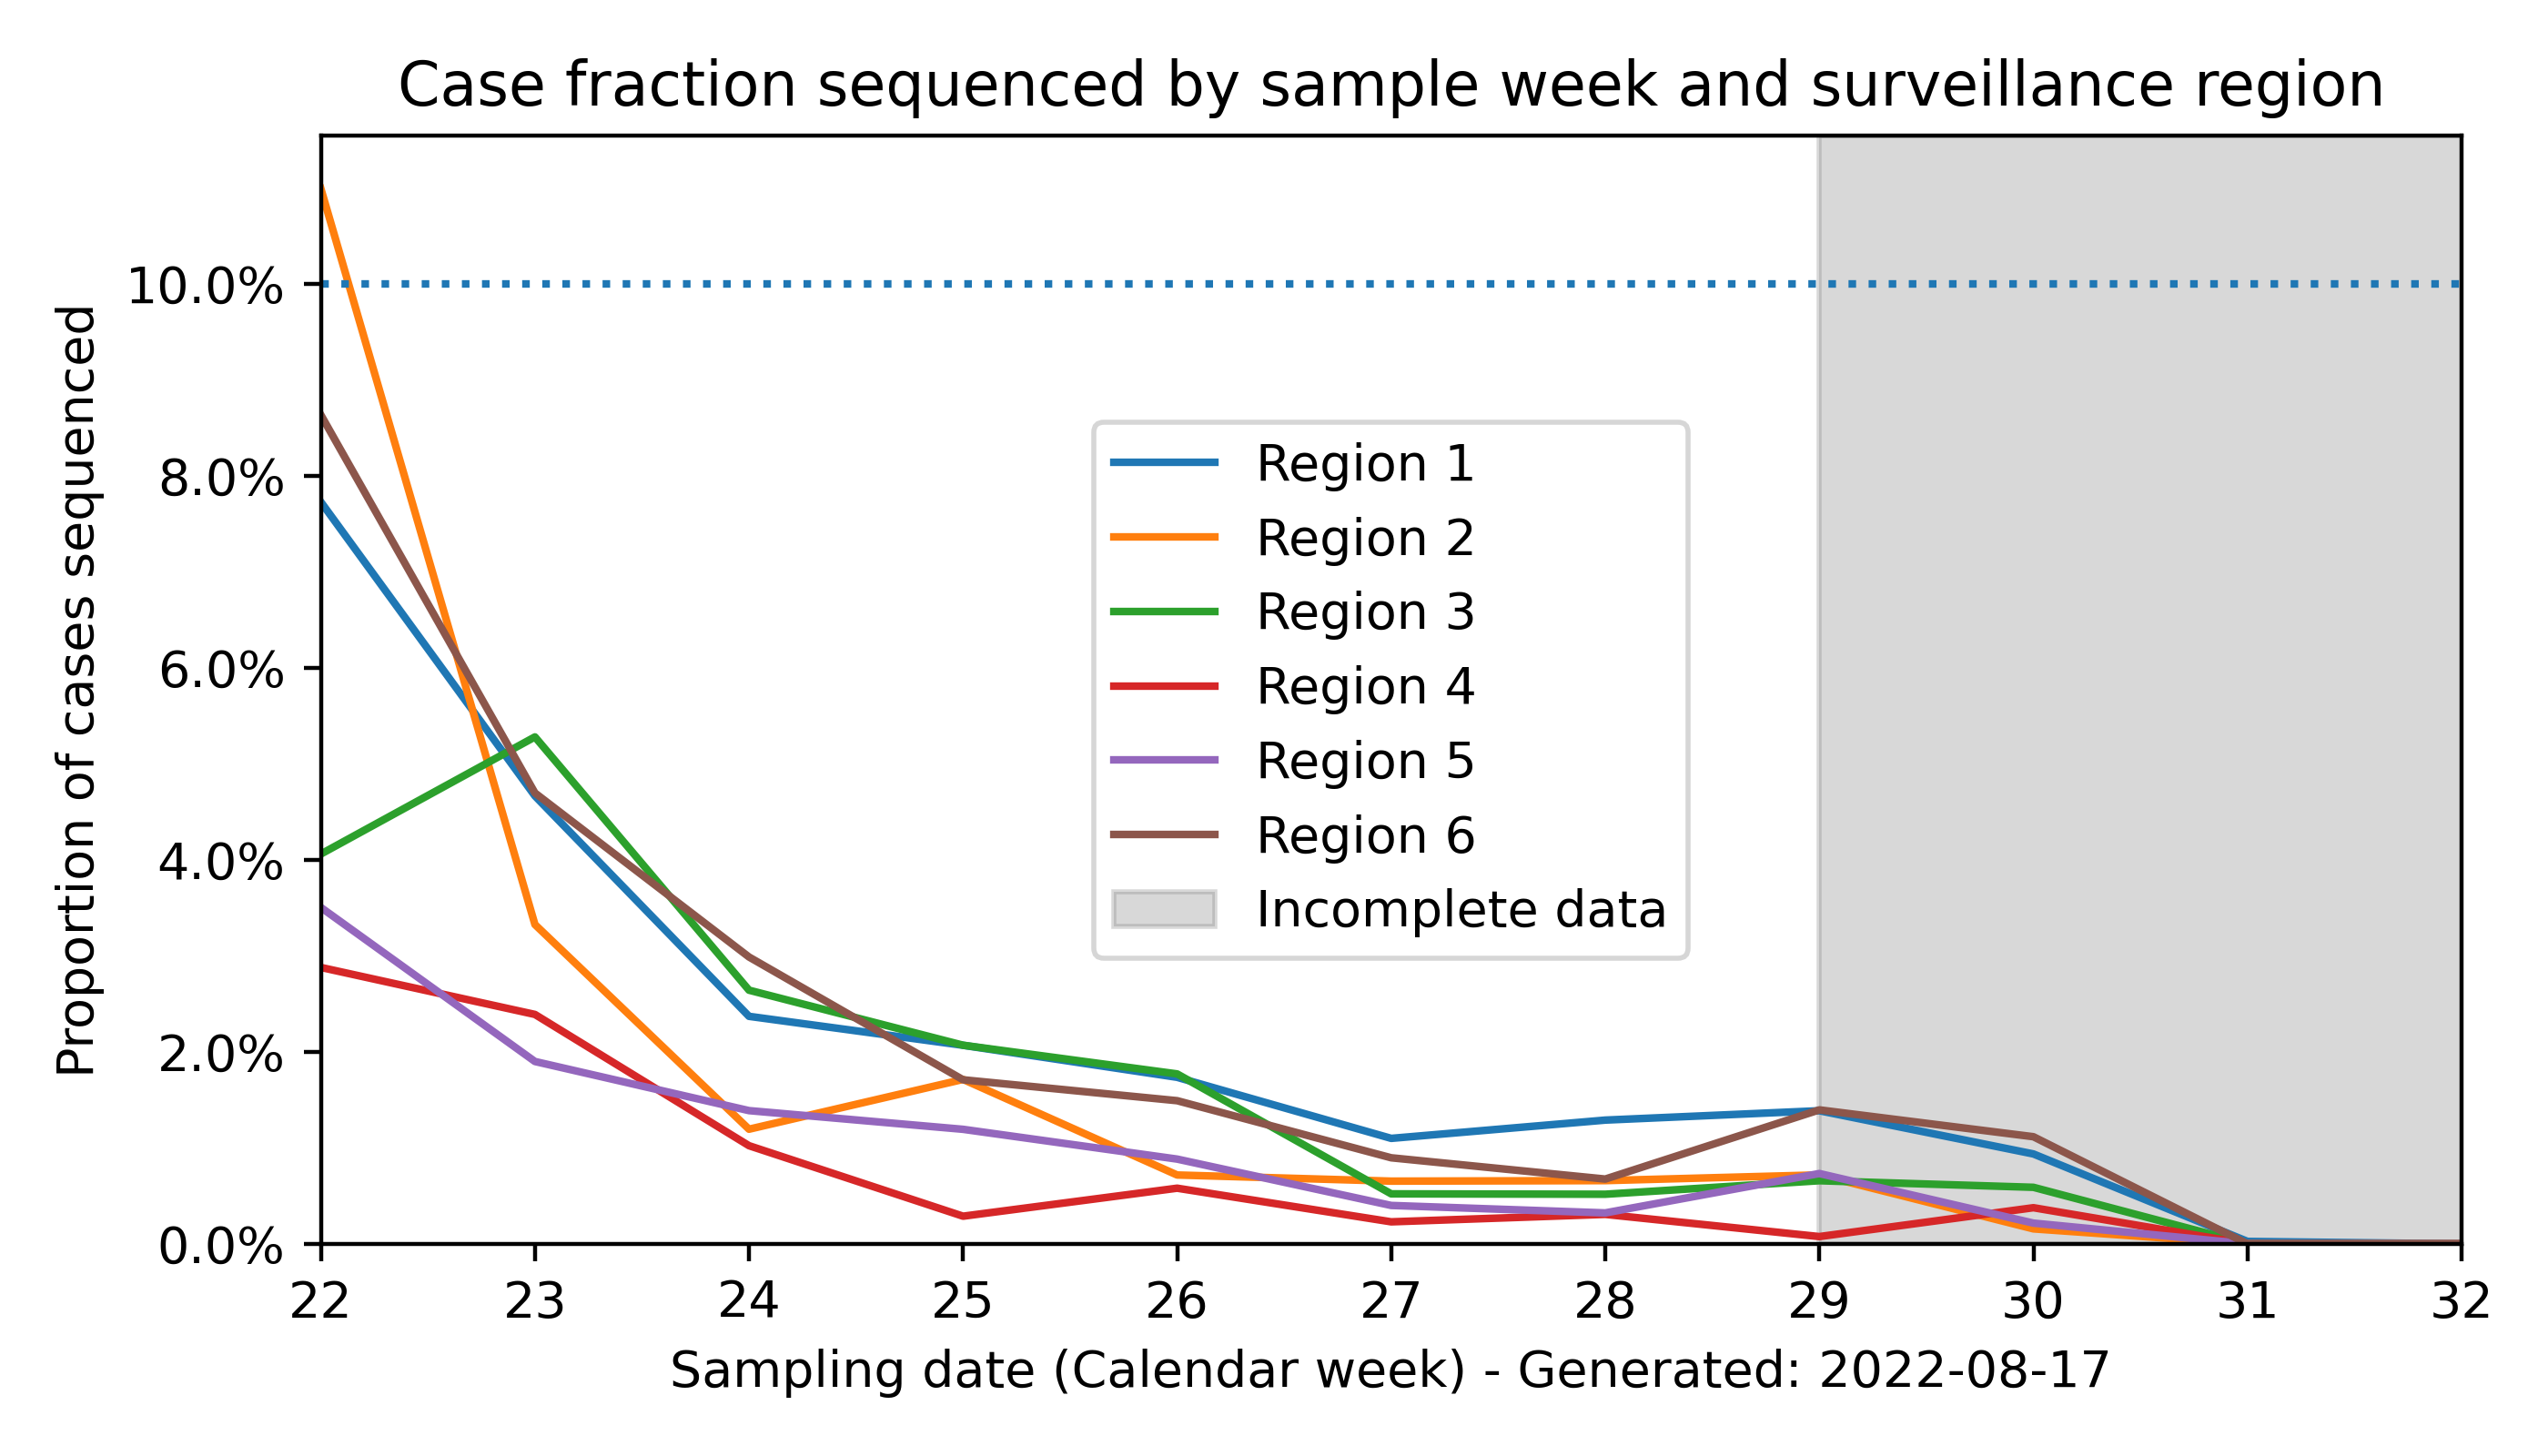 Case fraction sequenced by sample week and surveillance region
Proportion of cases sequenced
10.0%
8.0%
6.0%
4.0%
2.0%
0.0%
Region 1
Region 2
Region 3
Region 4
Region 5
Region 6
Incomplete data
22 23 24 25 26 27 28 29 30 31 32
Sampling date (Calendar week) - Generated: 2022-08-17